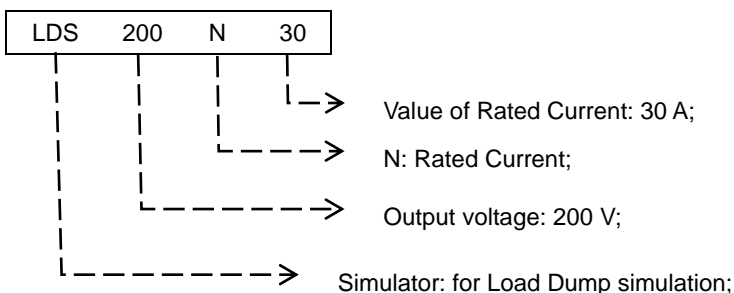 LDS 200 N 30
Value of Rated Current: 30 A;
N: Rated Current;
Output voltage: 200 V;
Simulator: for Load Dump simulation;